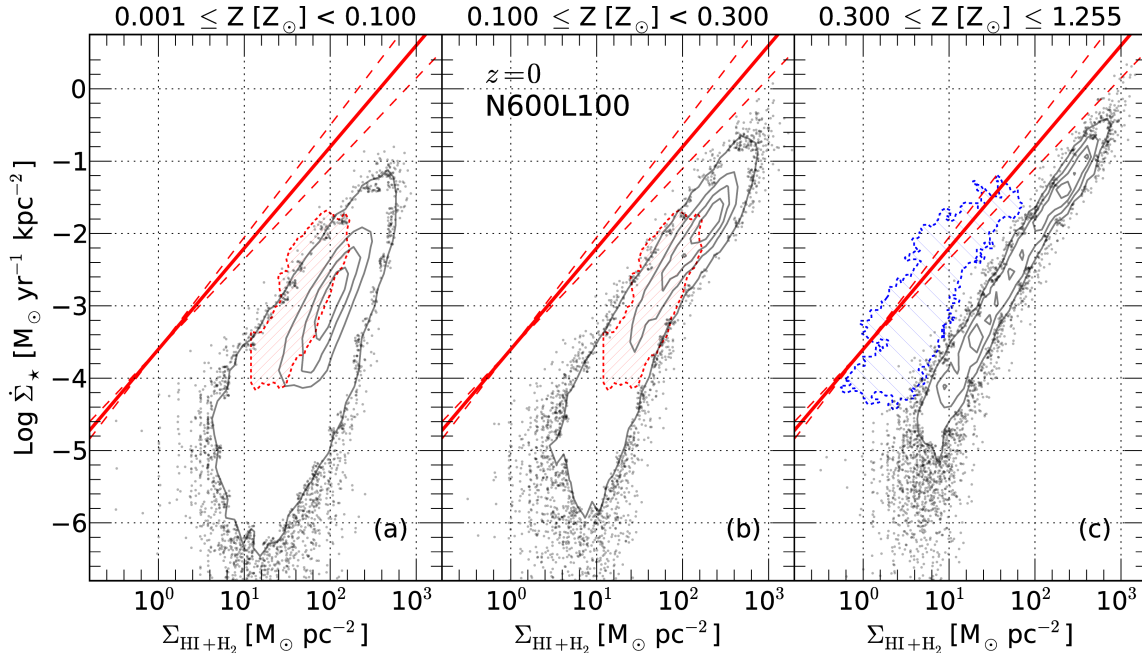 0.001 ≤ Z [Z⊙] < 0.100 0.100 ≤ Z [Z⊙] < 0.300 0.300 ≤ Z [Z⊙] ≤ 1.255
z=0
N600L100
0
−1
−2
−3
−4
−5
−6
Log Σ̇⋆ [M⊙ yr⁻¹ kpc⁻²]
(a) (b) (c)
10⁰ 10¹ 10² 10³ 10⁰ 10¹ 10² 10³ 10⁰ 10¹ 10² 10³
Σ_HI+H₂ [M⊙ pc⁻²] Σ_HI+H₂ [M⊙ pc⁻²] Σ_HI+H₂ [M⊙ pc⁻²]